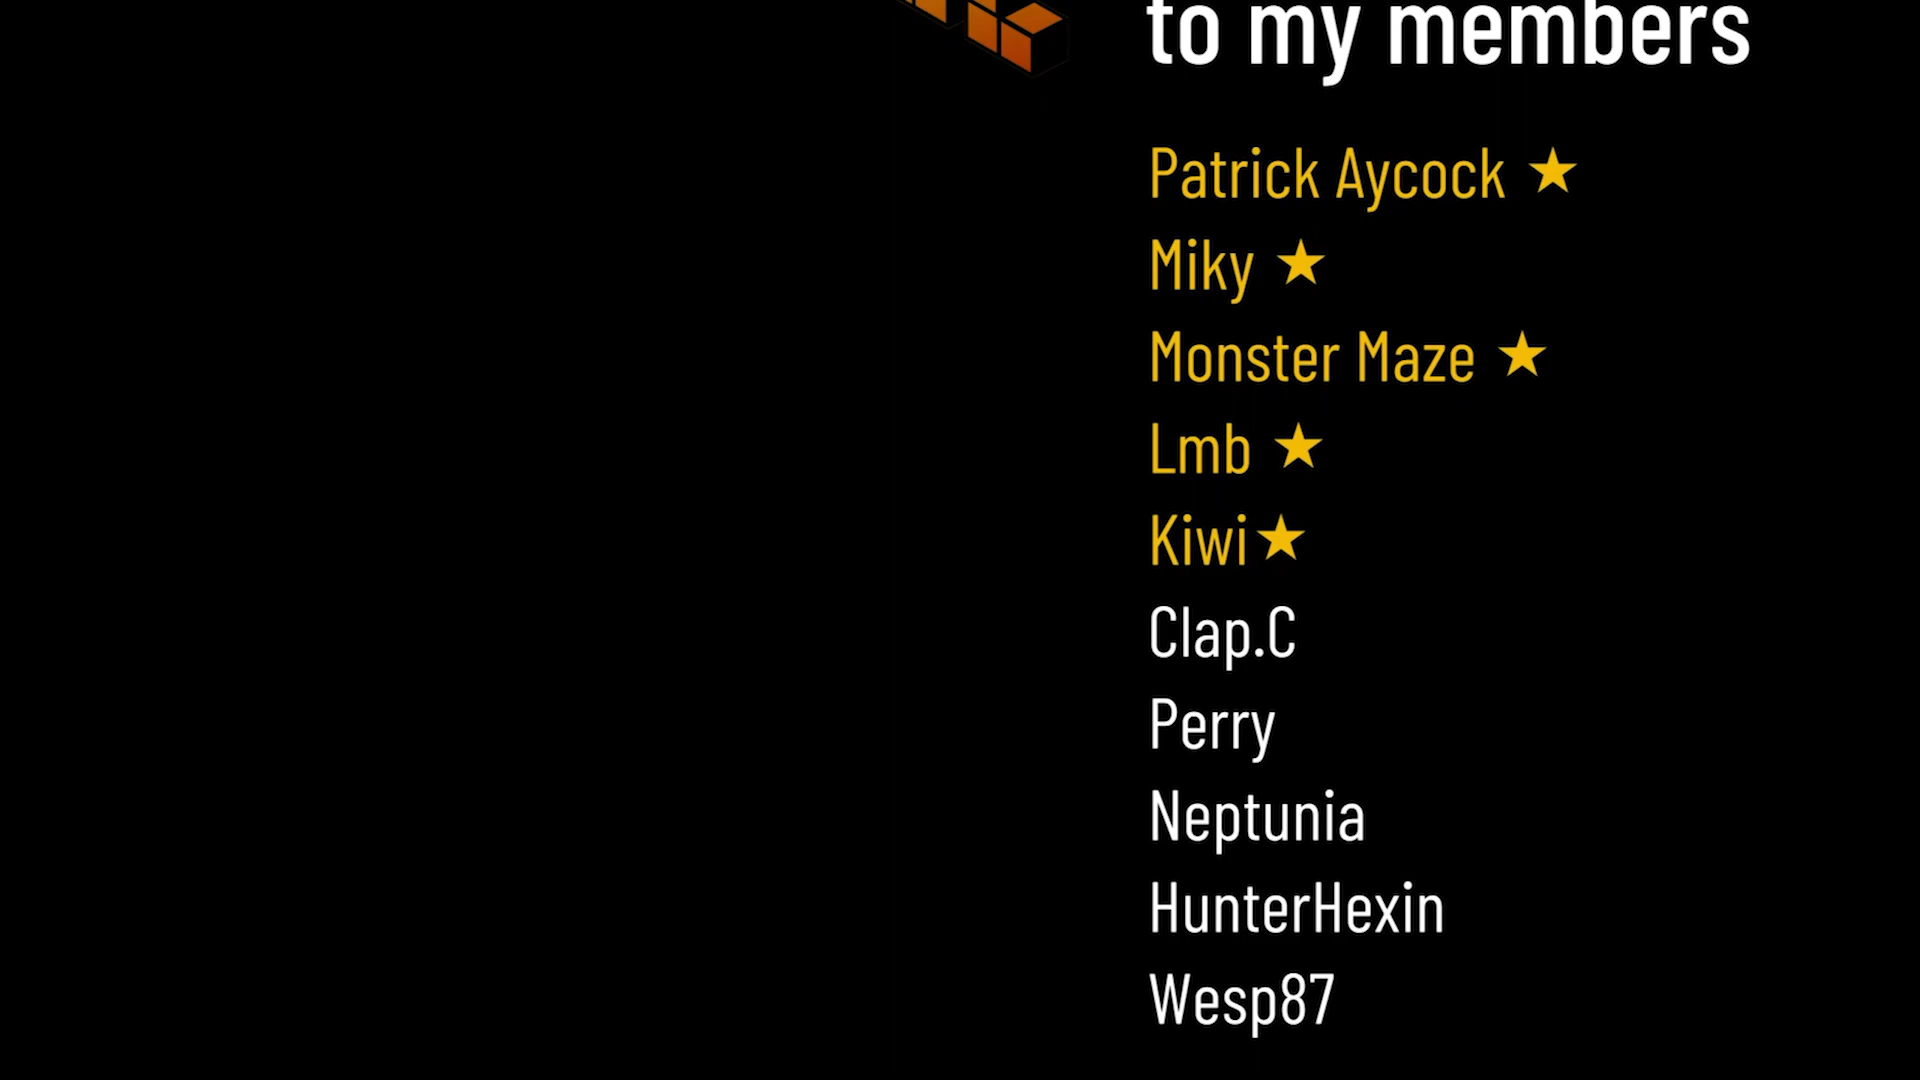 to my members
Patrick Aycock ★
Miky ★
Monster Maze ★
Lmb ★
Kiwi ★
Clap.C
Perry
Neptunia
HunterHexin
Wesp87